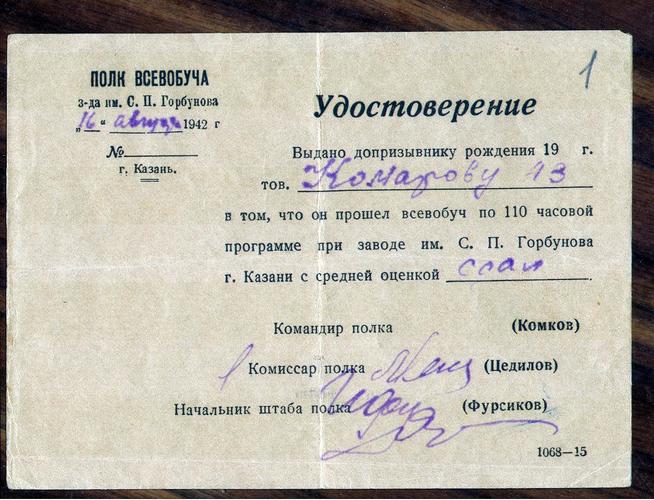 ПОЛК ВСЕВОБУЧА
з-да им. С. П. Горбунова
„16“ август 1942 г
№
г. Казань.
1
Удостоверение
Выдано допризывнику рождения 19 г.
тов. Комарову
в том, что он прошел всевобуч по 110 часовой
программе при заводе им. С. П. Горбунова
г. Казани с средней оценкой
Командир полка (Комков)
Комиссар полка (Цедилов)
Начальник штаба полка (Фурсиков)
1068—15